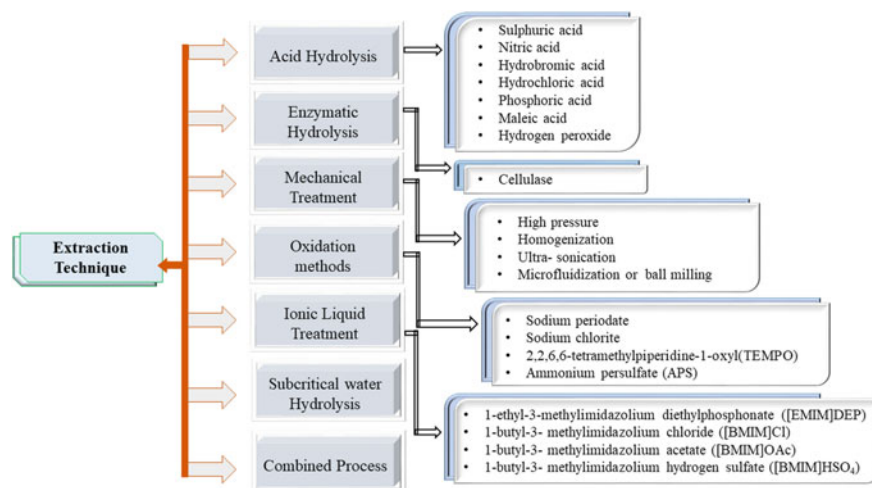 Extraction
Technique
Acid Hydrolysis
Enzymatic
Hydrolysis
Mechanical
Treatment
Oxidation
methods
Ionic Liquid
Treatment
Subcritical water
Hydrolysis
Combined Process
• Sulphuric acid
• Nitric acid
• Hydrobromic acid
• Hydrochloric acid
• Phosphoric acid
• Maleic acid
• Hydrogen peroxide
• Cellulase
• High pressure
• Homogenization
• Ultra- sonication
• Microfluidization or ball milling
• Sodium periodate
• Sodium chlorite
• 2,2,6,6-tetramethylpiperidine-1-oxyl(TEMPO)
• Ammonium persulfate (APS)
• 1-ethyl-3-methylimidazolium diethylphosphonate ([EMIM]DEP)
• 1-butyl-3- methylimidazolium chloride ([BMIM]Cl)
• 1-butyl-3- methylimidazolium acetate ([BMIM]OAc)
• 1-butyl-3- methylimidazolium hydrogen sulfate ([BMIM]HSO₄)